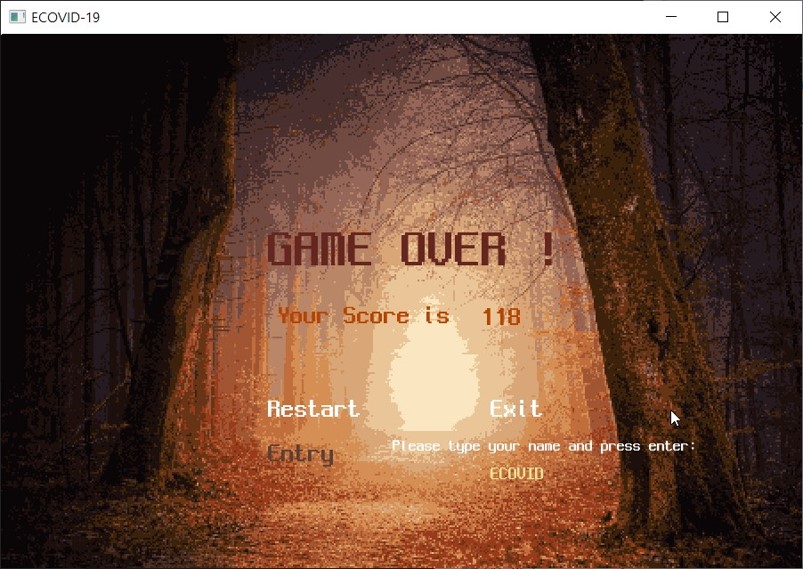 ECOVID-19
GAME OVER !
Your Score is 118
Restart Exit
Please type your name and press enter:
Entry
ECOVID